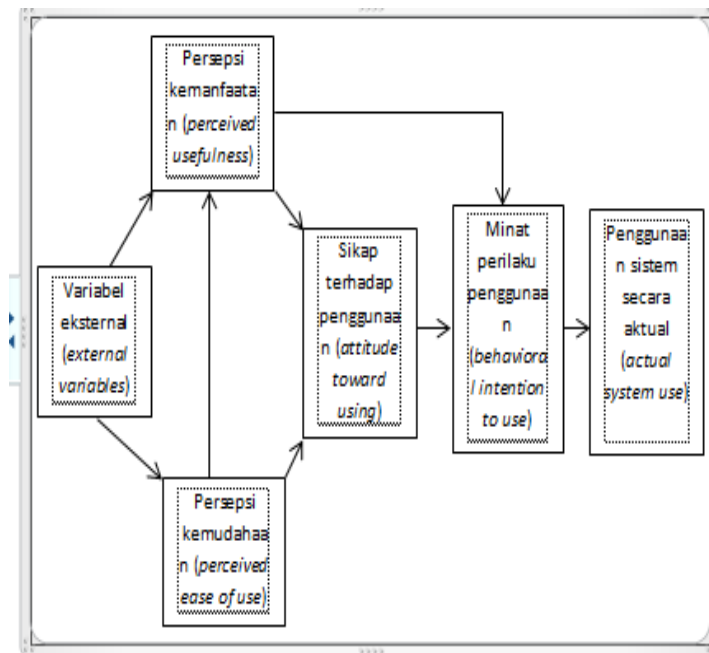 Persepsi
kemanfaata
n (perceived
usefulness)
Variabel
eksternal
(external
variables)
Sikap
terhadap
penggunaa
n (attitude
toward
using)
Minat
perilaku
penggunaa
n
(behaviora
l intention
to use)
Penggunaa
n sistem
secara
aktual
(actual
system use)
Persepsi
kemudahaa
n (perceived
ease of use)